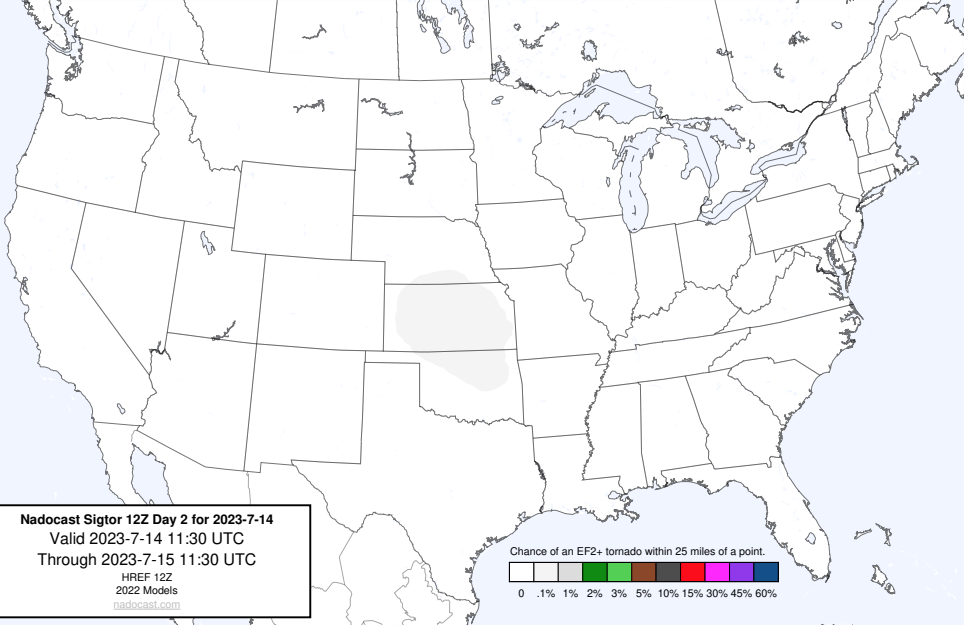 Nadocast Sigtor 12Z Day 2 for 2023-7-14
Valid 2023-7-14 11:30 UTC
Through 2023-7-15 11:30 UTC
HREF 12Z
2022 Models
nadocast.com
Chance of an EF2+ tornado within 25 miles of a point.
0 .1% 1% 2% 3% 5% 10% 15% 30% 45% 60%